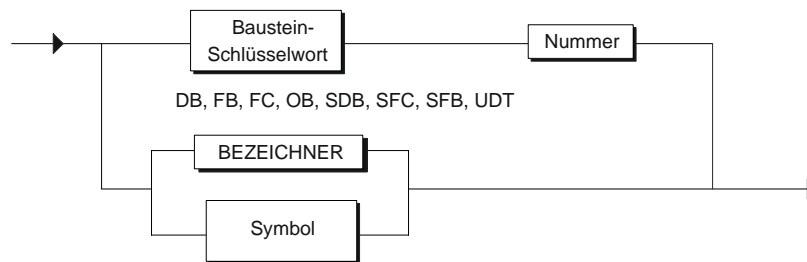 Baustein-
Schlüsselwort
Nummer
DB, FB, FC, OB, SDB, SFC, SFB, UDT
BEZEICHNER
Symbol